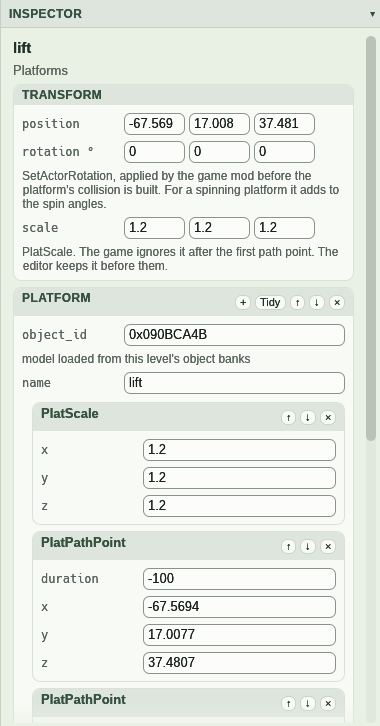 INSPECTOR ▾
lift
Platforms
TRANSFORM
position -67.569 17.008 37.481
rotation ° 0 0 0
SetActorRotation, applied by the game mod before the
platform's collision is built. For a spinning platform it adds to
the spin angles.
scale 1.2 1.2 1.2
PlatScale. The game ignores it after the first path point. The
editor keeps it before them.
PLATFORM + Tidy ↑ ↓ ×
object_id 0x090BCA4B
model loaded from this level's object banks
name lift
PlatScale ↑ ↓ ×
x 1.2
y 1.2
z 1.2
PlatPathPoint ↑ ↓ ×
duration -100
x -67.5694
y 17.0077
z 37.4807
PlatPathPoint ↑ ↓ ×